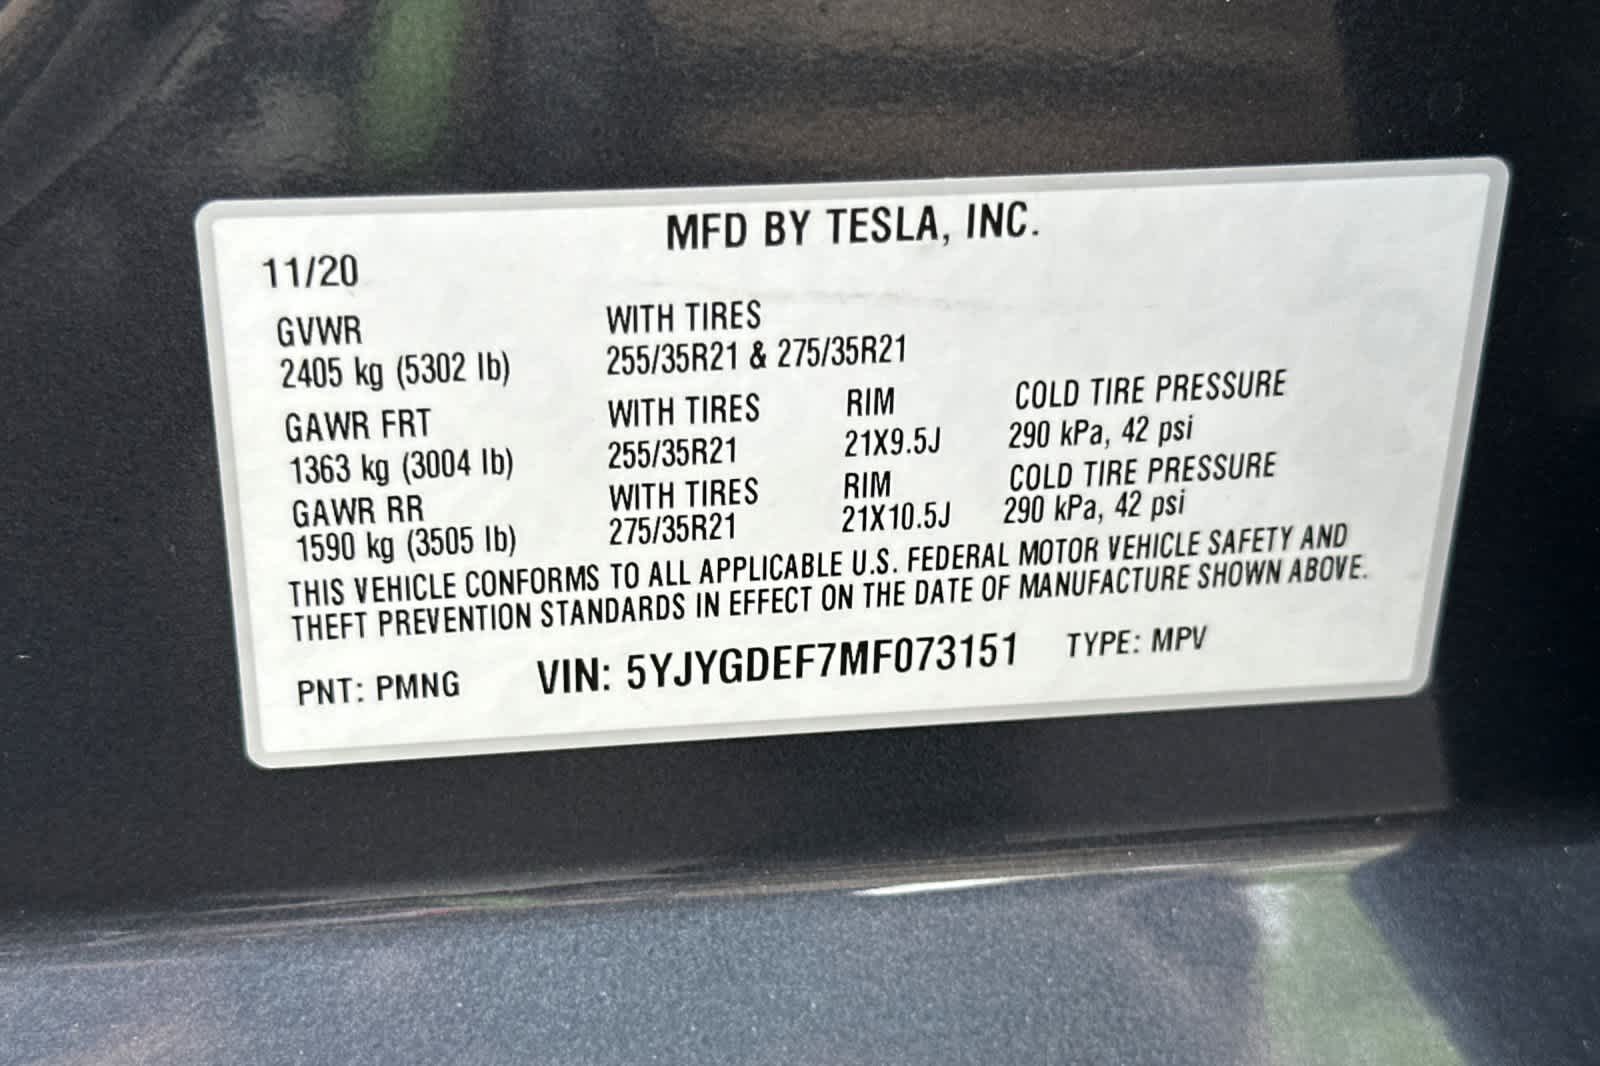 MFD BY TESLA, INC.
11/20
GVWR WITH TIRES
2405 kg (5302 lb) 255/35R21 & 275/35R21
GAWR FRT WITH TIRES RIM COLD TIRE PRESSURE
1363 kg (3004 lb) 255/35R21 21X9.5J 290 kPa, 42 psi
GAWR RR WITH TIRES RIM COLD TIRE PRESSURE
1590 kg (3505 lb) 275/35R21 21X10.5J 290 kPa, 42 psi
THIS VEHICLE CONFORMS TO ALL APPLICABLE U.S. FEDERAL MOTOR VEHICLE SAFETY AND
THEFT PREVENTION STANDARDS IN EFFECT ON THE DATE OF MANUFACTURE SHOWN ABOVE.
PNT: PMNG VIN: 5YJYGDEF7MF073151 TYPE: MPV